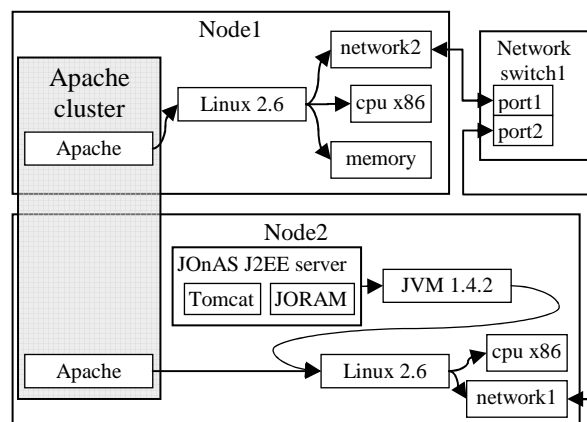 Node1
Apache
cluster
Apache
Linux 2.6
network2
cpu x86
memory
Network
switch1
port1
port2
Node2
JOnAS J2EE server
Tomcat
JORAM
JVM 1.4.2
Apache
Linux 2.6
cpu x86
network1